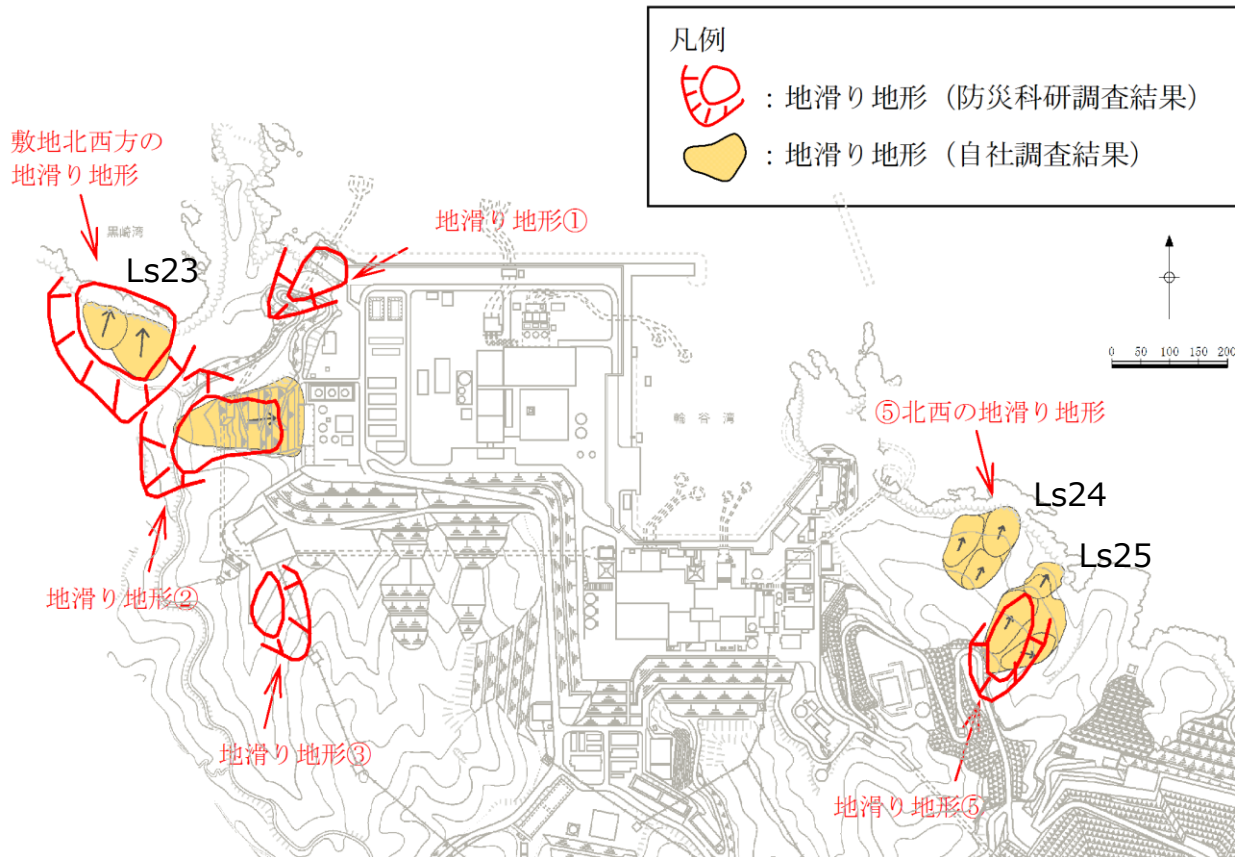 凡例
：地滑り地形（防災科研調査結果）
：地滑り地形（自社調査結果）
敷地北西方の
地滑り地形
黒崎湾
Ls23
地滑り地形①
0 50 100 150 200
輪谷湾
⑤北西の地滑り地形
Ls24
Ls25
地滑り地形②
地滑り地形③
地滑り地形⑤